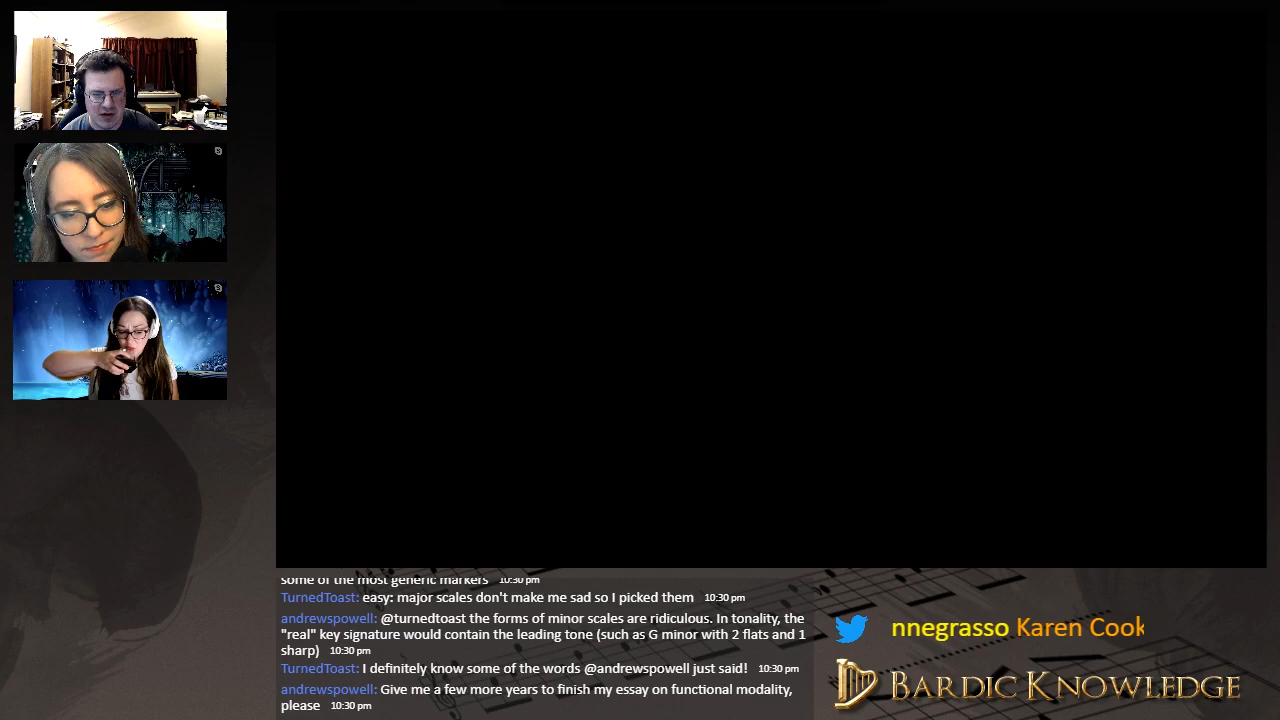 some of the most generic markers 10:30 pm
TurnedToast: easy: major scales don't make me sad so I picked them 10:30 pm
andrewspowell: @turnedtoast the forms of minor scales are ridiculous. In tonality, the
"real" key signature would contain the leading tone (such as G minor with 2 flats and 1
sharp) 10:30 pm
TurnedToast: I definitely know some of the words @andrewspowell just said! 10:30 pm
andrewspowell: Give me a few more years to finish my essay on functional modality,
please 10:30 pm
nnegrasso Karen Cook
BARDIC KNOWLEDGE